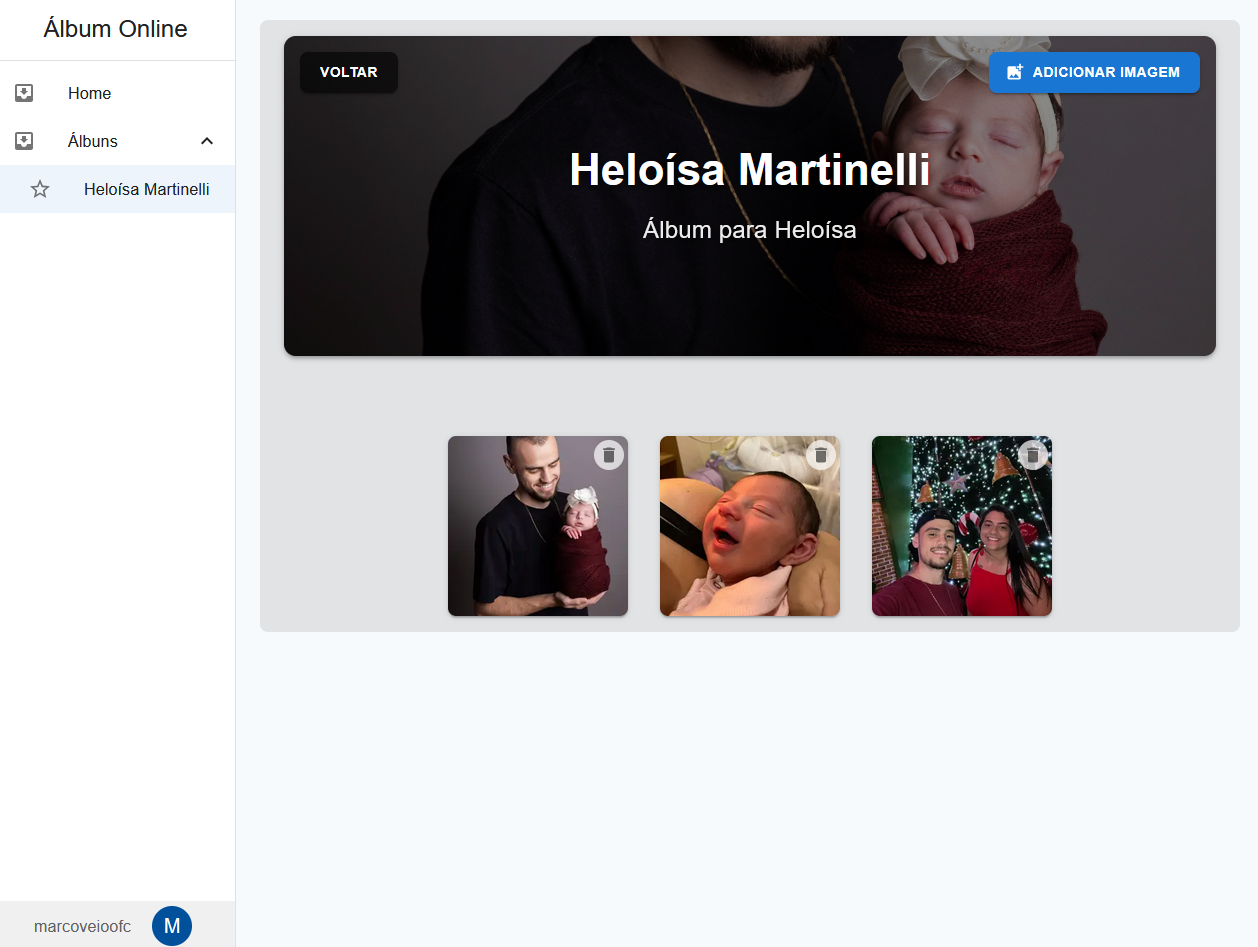 Álbum Online
Home
Álbuns
Heloísa Martinelli
marcoveioofc
M
VOLTAR
ADICIONAR IMAGEM
Heloísa Martinelli
Álbum para Heloísa